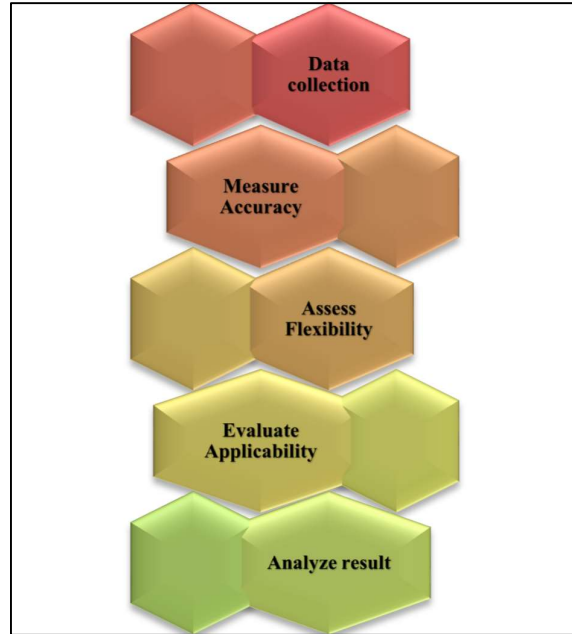 Data
collection
Measure
Accuracy
Assess
Flexibility
Evaluate
Applicability
Analyze result